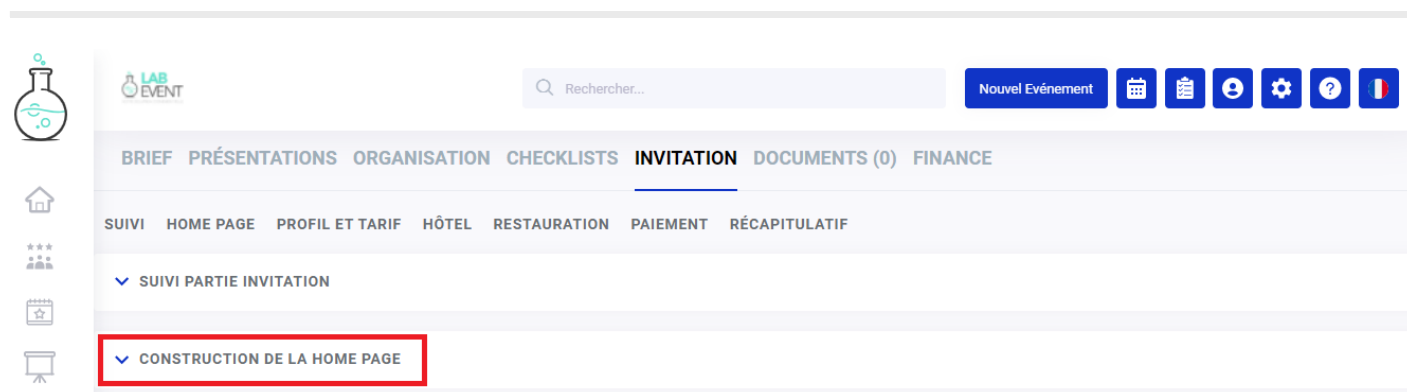 LAB
EVENT
Rechercher...
Nouvel Evénement
BRIEF PRÉSENTATIONS ORGANISATION CHECKLISTS INVITATION DOCUMENTS (0) FINANCE
SUIVI HOME PAGE PROFIL ET TARIF HÔTEL RESTAURATION PAIEMENT RÉCAPITULATIF
SUIVI PARTIE INVITATION
CONSTRUCTION DE LA HOME PAGE